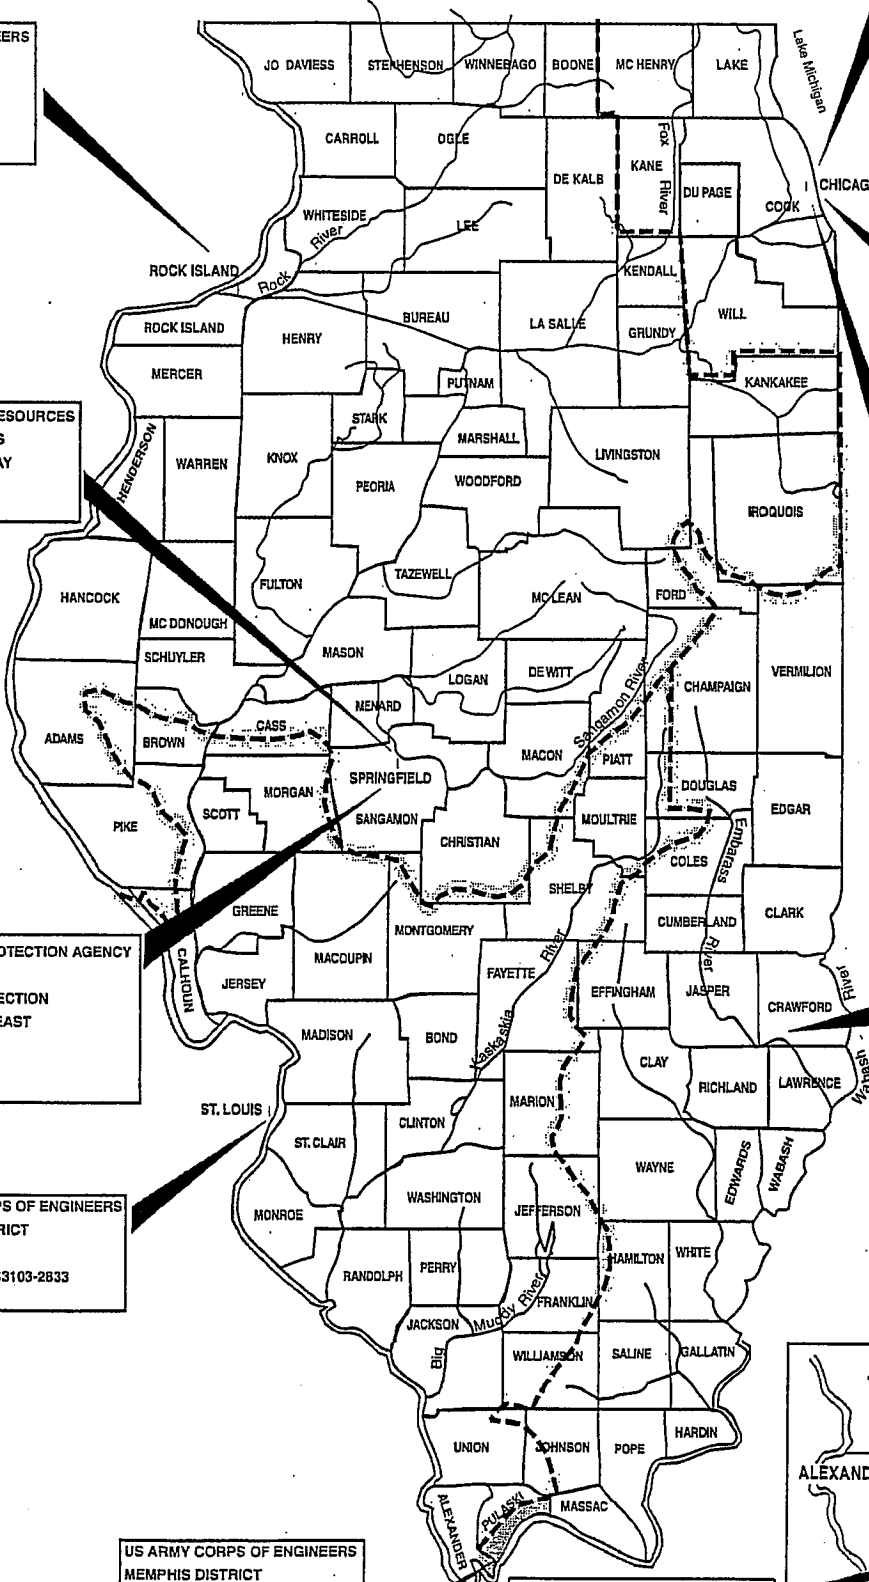 EERS
JO DAVIESS
STEPHENSON
WINNEBAGO
BOONE
MC HENRY
LAKE
Lake Michigan
CARROLL
OGLE
DE KALB
KANE
Fox River
DU PAGE
COOK
CHICAG
WHITESIDE
LEE
Rock River
ROCK ISLAND
KENDALL
ROCK ISLAND
HENRY
BUREAU
LA SALLE
GRUNDY
WILL
MERCER
PUTNAM
KANKAKEE
ESOURCES
S
AY
STARK
HENDERSON
WARREN
KNOX
MARSHALL
LIVINGSTON
PEORIA
WOODFORD
IROQUOIS
HANCOCK
FULTON
TAZEWELL
MC LEAN
FORD
MC DONOUGH
SCHUYLER
MASON
LOGAN
DE WITT
Sangamon River
CHAMPAIGN
VERMILION
ADAMS
BROWN
CASS
MENARD
MACON
PIATT
SPRINGFIELD
PIKE
SCOTT
MORGAN
SANGAMON
CHRISTIAN
MOULTRIE
DOUGLAS
EDGAR
COLES
Embarass River
SHELBY
GREENE
MONTGOMERY
CUMBERLAND
CLARK
OTECTION AGENCY
ECTION
EAST
CALHOUN
JERSEY
MACOUPIN
FAYETTE
Kaskaskia River
EFFINGHAM
JASPER
CRAWFORD
River
Wabash
MADISON
BOND
CLAY
RICHLAND
LAWRENCE
ST. LOUIS
ST. CLAIR
CLINTON
MARION
WAYNE
EDWARDS
WABASH
PS OF ENGINEERS
RICT
63103-2833
MONROE
WASHINGTON
JEFFERSON
HAMILTON
WHITE
RANDOLPH
PERRY
FRANKLIN
Big Muddy River
JACKSON
WILLIAMSON
SALINE
GALLATIN
UNION
JOHNSON
POPE
HARDIN
ALEXAND
ALEXANDER
PULASKI
MASSAC
US ARMY CORPS OF ENGINEERS
MEMPHIS DISTRICT